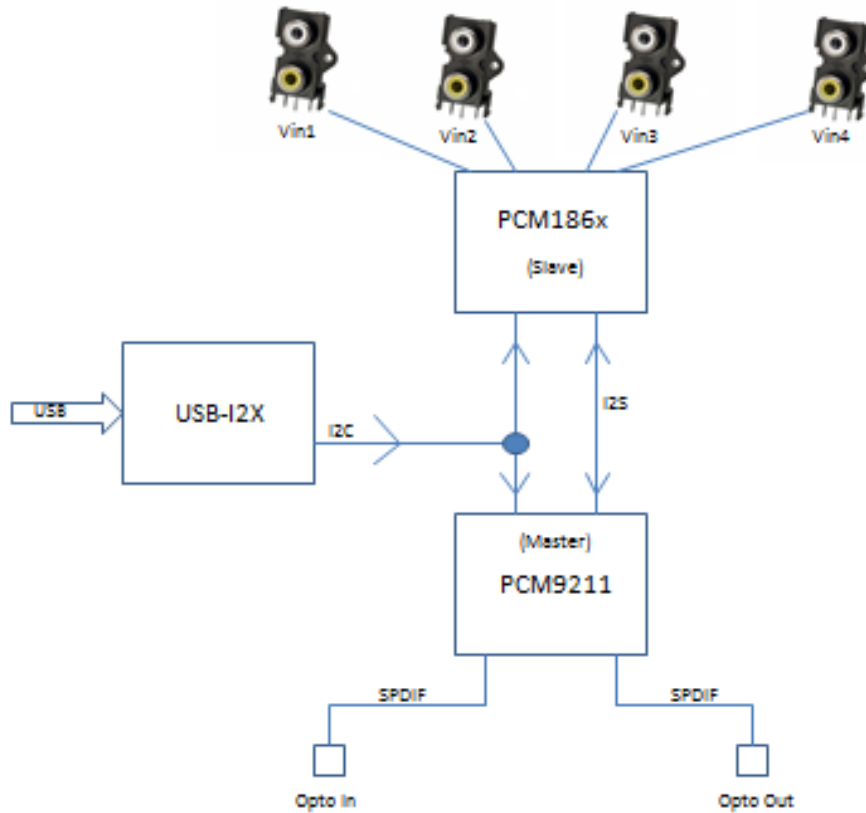 Vin1
Vin2
Vin3
Vin4
PCM186x
(Slave)
USB
USB-I2X
I2C
I2S
(Master)
PCM9211
SPDIF
SPDIF
Opto In
Opto Out